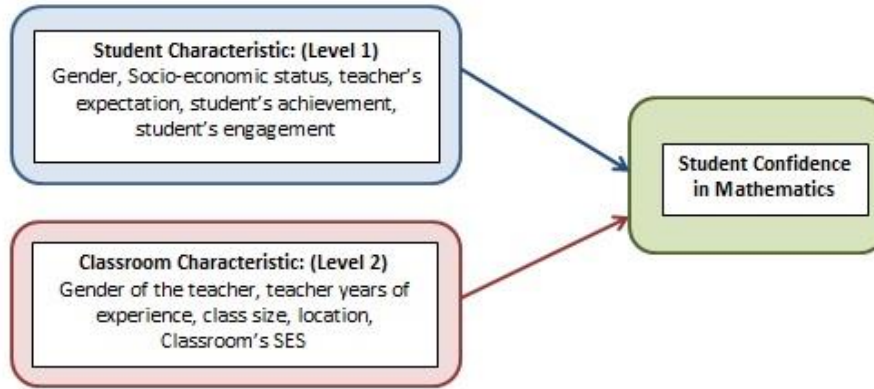 Student Characteristic: (Level 1)
Gender, Socio-economic status, teacher's
expectation, student's achievement,
student's engagement
Student Confidence
in Mathematics
Classroom Characteristic: (Level 2)
Gender of the teacher, teacher years of
experience, class size, location,
Classroom's SES